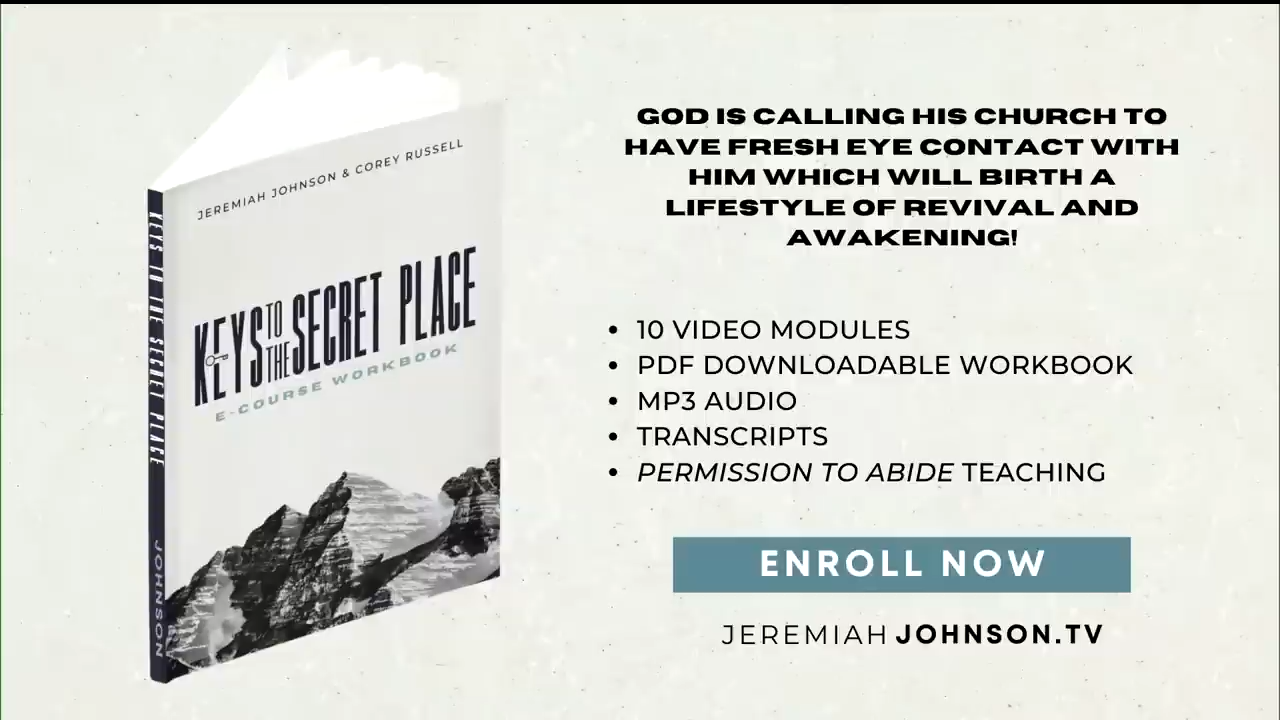 JEREMIAH JOHNSON & COREY RUSSELL
KEYS TO THE SECRET PLACE
E-COURSE WORKBOOK
KEYS TO THE SECRET PLACE
JOHNSON
GOD IS CALLING HIS CHURCH TO
HAVE FRESH EYE CONTACT WITH
HIM WHICH WILL BIRTH A
LIFESTYLE OF REVIVAL AND
AWAKENING!
• 10 VIDEO MODULES
• PDF DOWNLOADABLE WORKBOOK
• MP3 AUDIO
• TRANSCRIPTS
• PERMISSION TO ABIDE TEACHING
ENROLL NOW
JEREMIAH JOHNSON.TV